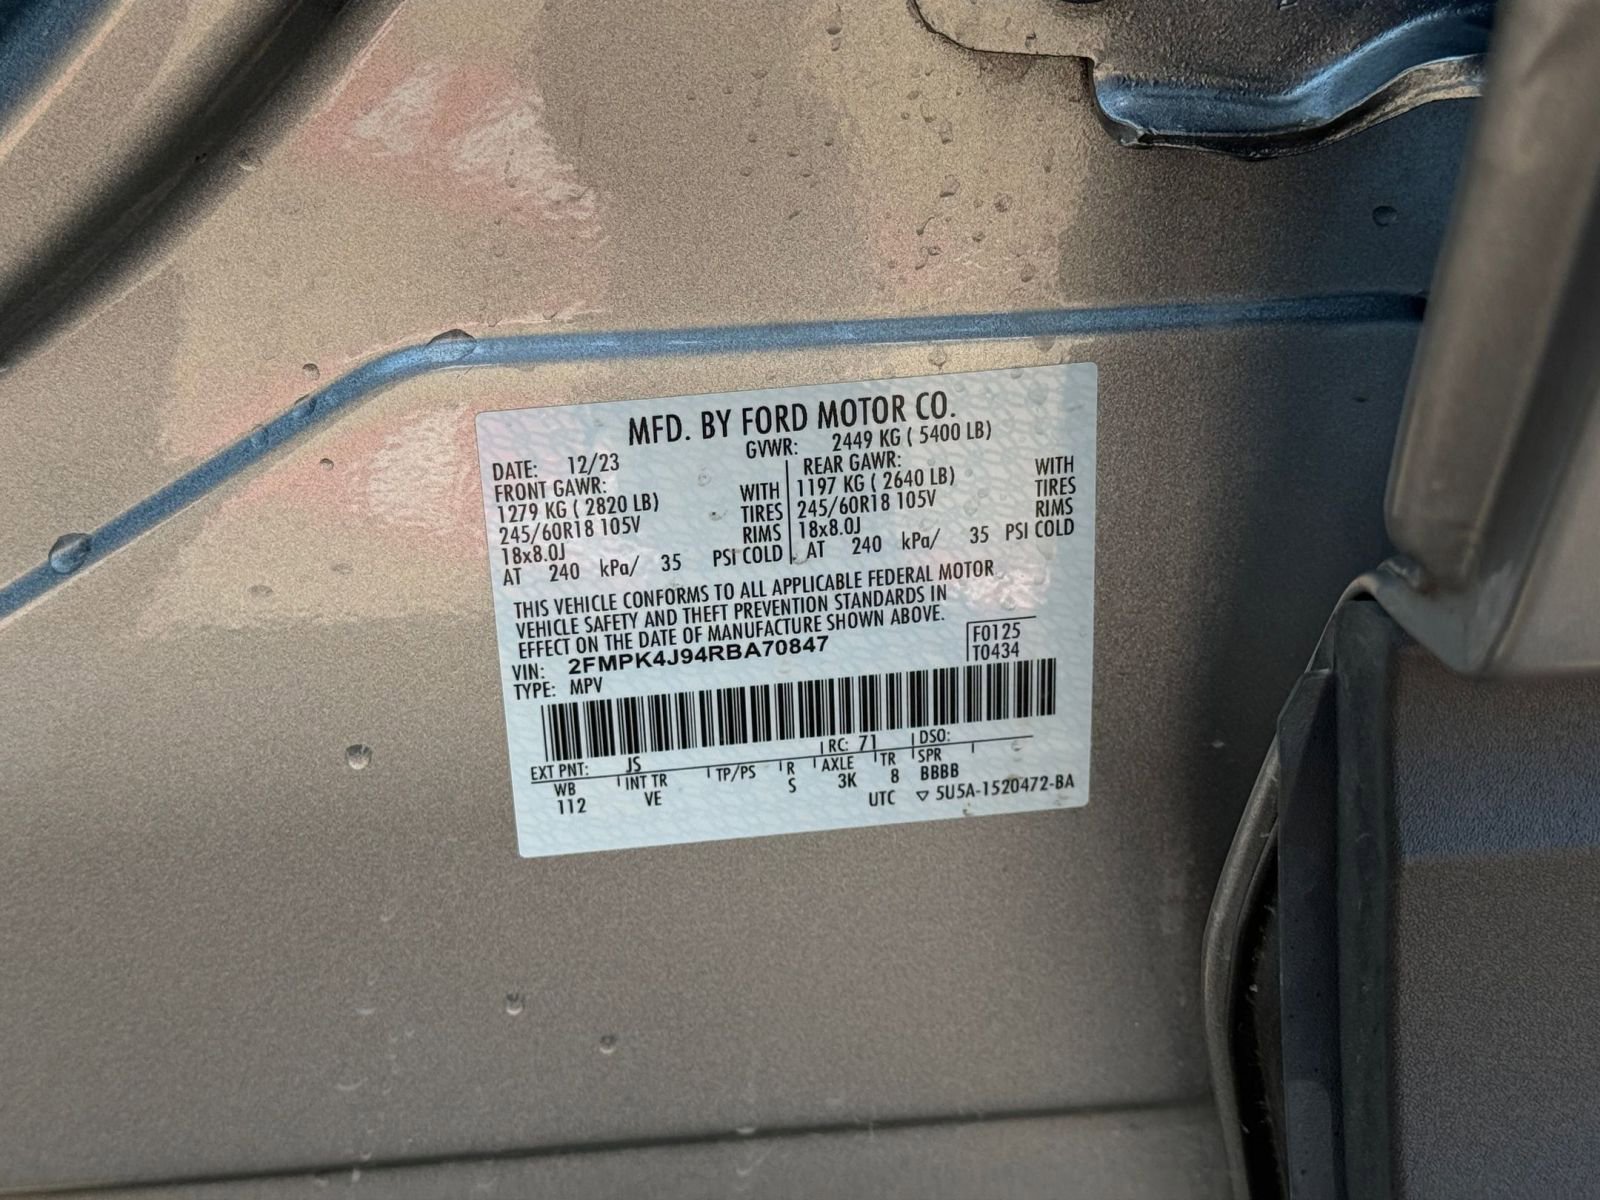 MFD. BY FORD MOTOR CO.
DATE: 12/23 GVWR: 2449 KG ( 5400 LB)
FRONT GAWR: REAR GAWR:
1279 KG ( 2820 LB) WITH 1197 KG ( 2640 LB) WITH
245/60R18 105V TIRES 245/60R18 105V TIRES
18x8.0J RIMS 18x8.0J RIMS
AT 240 kPa/ 35 PSI COLD AT 240 kPa/ 35 PSI COLD
THIS VEHICLE CONFORMS TO ALL APPLICABLE FEDERAL MOTOR
VEHICLE SAFETY AND THEFT PREVENTION STANDARDS IN
EFFECT ON THE DATE OF MANUFACTURE SHOWN ABOVE.
VIN: 2FMPK4J94RBA70847 F0125
TYPE: MPV T0434
EXT PNT: JS RC: 71 DSO:
WB INT TR TP/PS R AXLE TR SPR
112 VE S 3K 8 BBBB
UTC ▽ 5U5A-1520472-BA